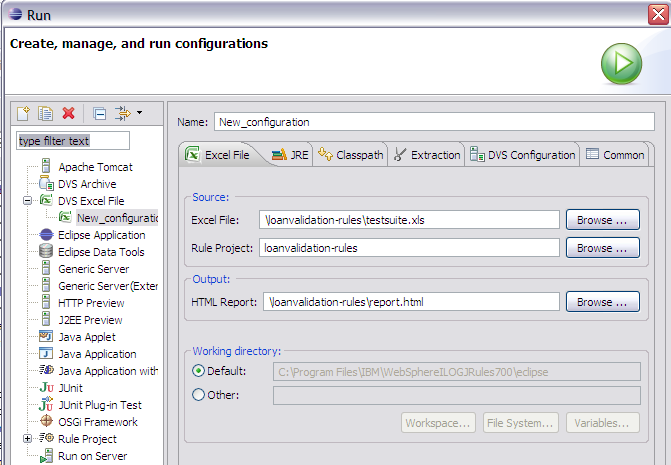 Run
Create, manage, and run configurations
type filter text
Apache Tomcat
DVS Archive
DVS Excel File
New_configuratio
Eclipse Application
Eclipse Data Tools
Generic Server
Generic Server(Exter
HTTP Preview
J2EE Preview
Java Applet
Java Application
Java Application with
JUnit
JUnit Plug-in Test
OSGi Framework
Rule Project
Run on Server
Name: New_configuration
Excel File JRE Classpath Extraction DVS Configuration Common
Source:
Excel File: \loanvalidation-rules\testsuite.xls Browse ...
Rule Project: loanvalidation-rules Browse ...
Output:
HTML Report: \loanvalidation-rules\report.html Browse ...
Working directory:
Default: C:\Program Files\IBM\WebSphereILOGJRules700\eclipse
Other:
Workspace... File System... Variables...